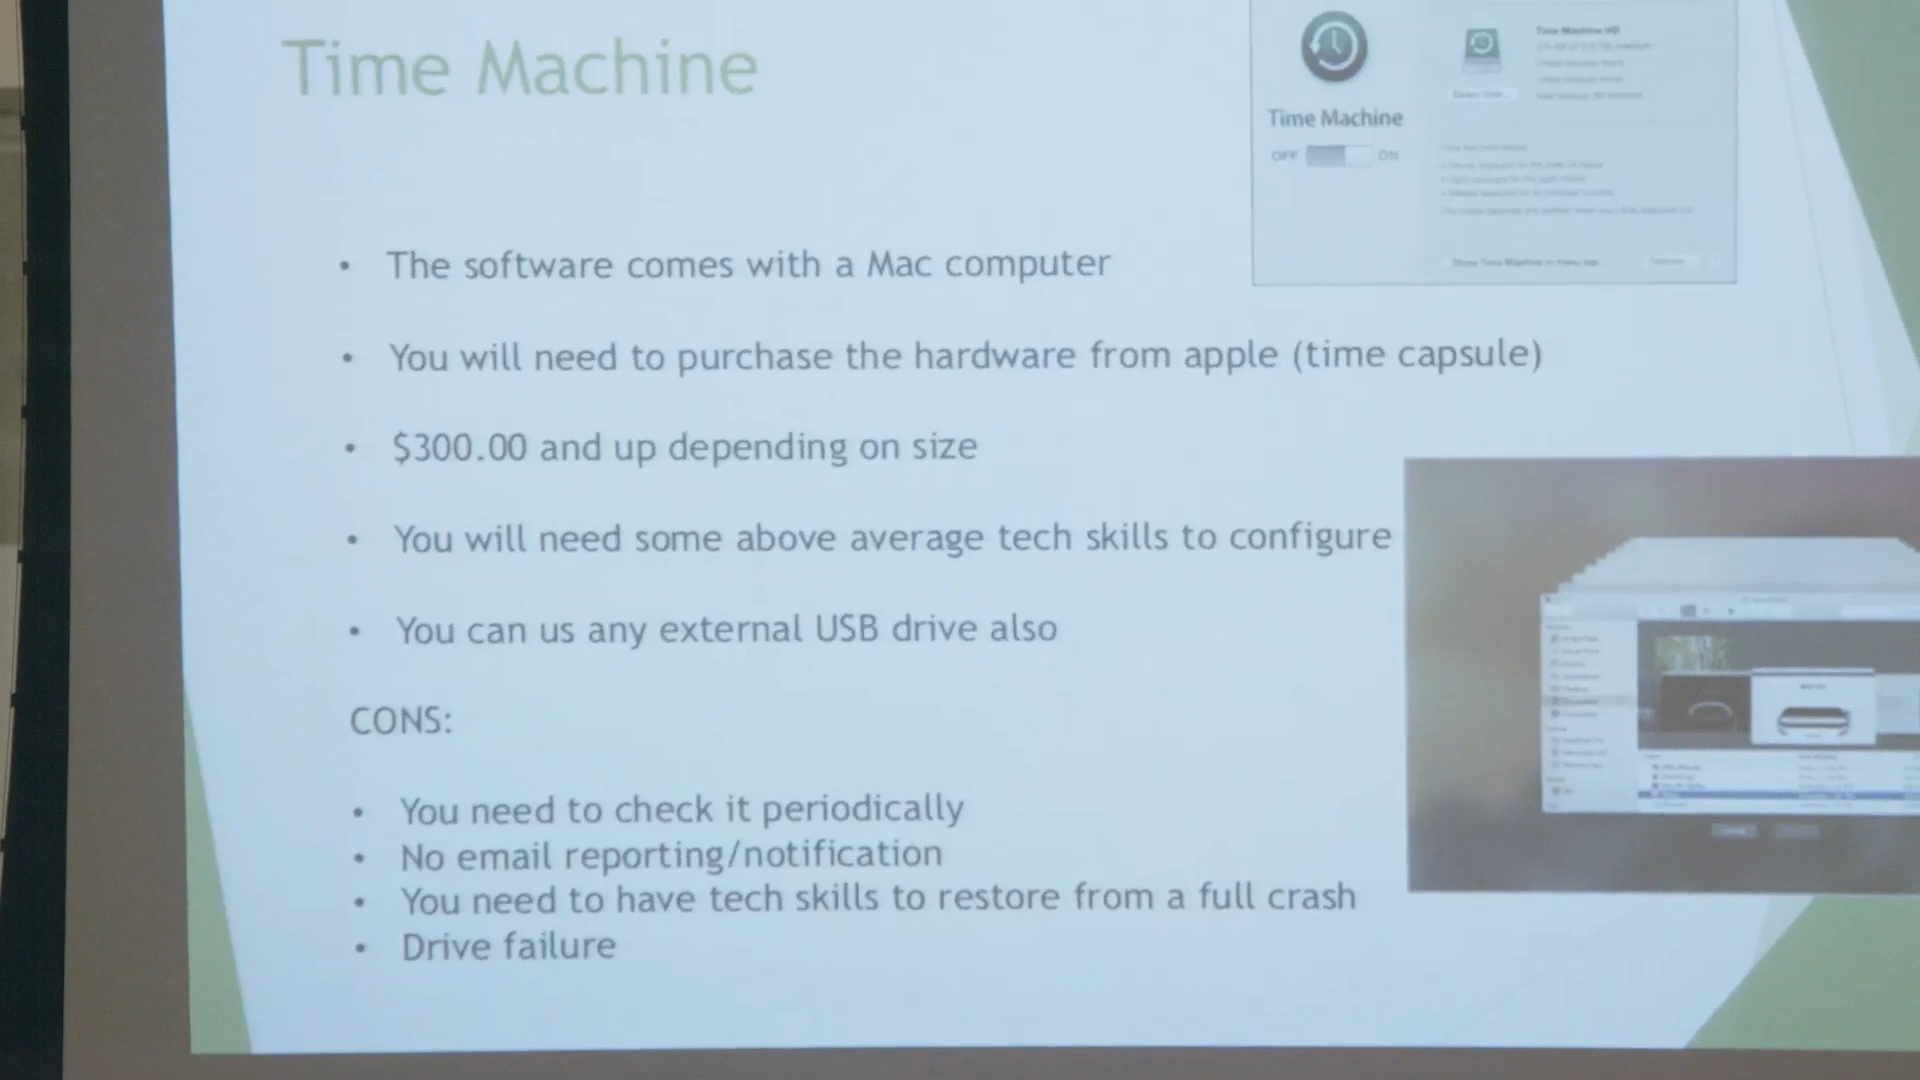 Time Machine
Time Machine
OFF ON
Time Machine HD
• The software comes with a Mac computer
• You will need to purchase the hardware from apple (time capsule)
• $300.00 and up depending on size
• You will need some above average tech skills to configure
• You can us any external USB drive also
CONS:
• You need to check it periodically
• No email reporting/notification
• You need to have tech skills to restore from a full crash
• Drive failure